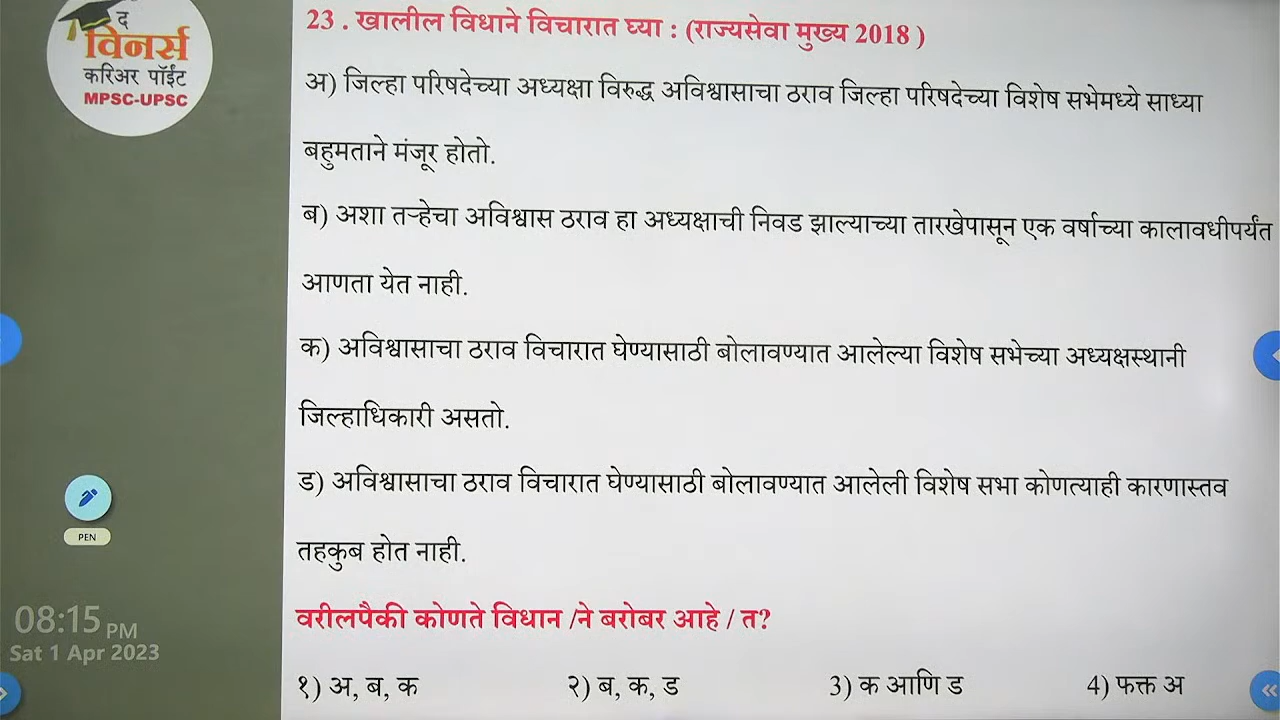 द
विनर्स
करिअर पॉईंट
MPSC-UPSC
23 . खालील विधाने विचारात घ्या : (राज्यसेवा मुख्य 2018 )
अ) जिल्हा परिषदेच्या अध्यक्षा विरुद्ध अविश्वासाचा ठराव जिल्हा परिषदेच्या विशेष सभेमध्ये साध्या
बहुमताने मंजूर होतो.
ब) अशा तऱ्हेचा अविश्वास ठराव हा अध्यक्षाची निवड झाल्याच्या तारखेपासून एक वर्षाच्या कालावधीपर्यंत
आणता येत नाही.
क) अविश्वासाचा ठराव विचारात घेण्यासाठी बोलावण्यात आलेल्या विशेष सभेच्या अध्यक्षस्थानी
जिल्हाधिकारी असतो.
ड) अविश्वासाचा ठराव विचारात घेण्यासाठी बोलावण्यात आलेली विशेष सभा कोणत्याही कारणास्तव
तहकुब होत नाही.
PEN
वरीलपैकी कोणते विधान /ने बरोबर आहे / त?
08:15 PM
Sat 1 Apr 2023
१) अ, ब, क २) ब, क, ड 3) क आणि ड 4) फक्त अ